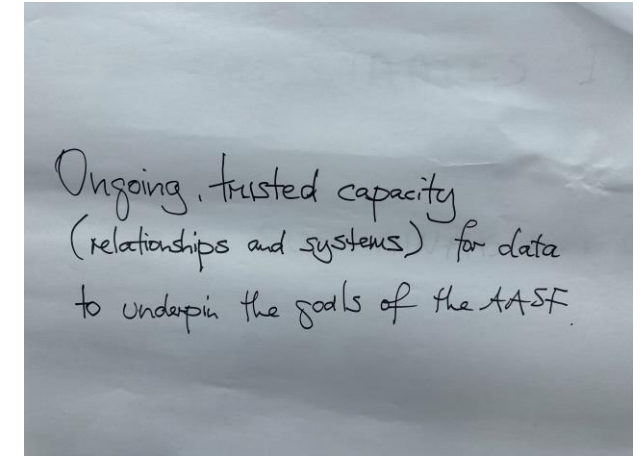 Ongoing, trusted capacity
(relationships and systems) for data
to underpin the goals of the AASF.